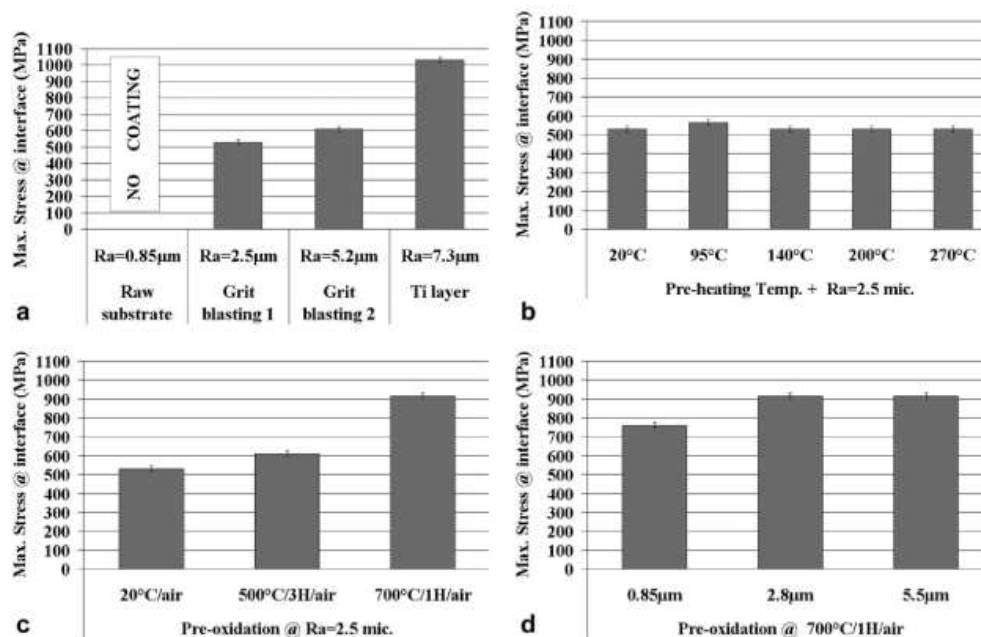 Max. Stress @ interface (MPa)
1100
1000
900
800
700
600
500
400
300
200
100
0
NO COATING
Ra=0.85μm Ra=2.5μm Ra=5.2μm Ra=7.3μm
Raw Grit Grit Ti layer
substrate blasting 1 blasting 2
a
Max. Stress @ interface (MPa)
1100
1000
900
800
700
600
500
400
300
200
100
0
20°C 95°C 140°C 200°C 270°C
Pre-heating Temp. + Ra=2.5 mic.
b
Max. Stress @ interface (MPa)
1100
1000
900
800
700
600
500
400
300
200
100
0
20°C/air 500°C/3H/air 700°C/1H/air
Pre-oxidation @ Ra=2.5 mic.
c
Max. Stress @ interface (MPa)
1100
1000
900
800
700
600
500
400
300
200
100
0
0.85μm 2.8μm 5.5μm
Pre-oxidation @ 700°C/1H/air
d